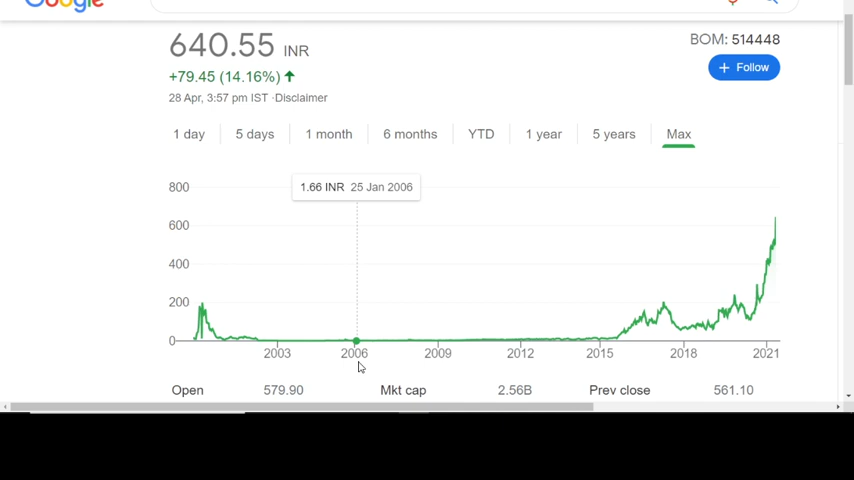 Google
640.55 INR
BOM: 514448
+79.45 (14.16%) ↑
+ Follow
28 Apr, 3:57 pm IST ·Disclaimer
1 day 5 days 1 month 6 months YTD 1 year 5 years Max
1.66 INR 25 Jan 2006
800
600
400
200
0
2003 2006 2009 2012 2015 2018 2021
Open 579.90 Mkt cap 2.56B Prev close 561.10